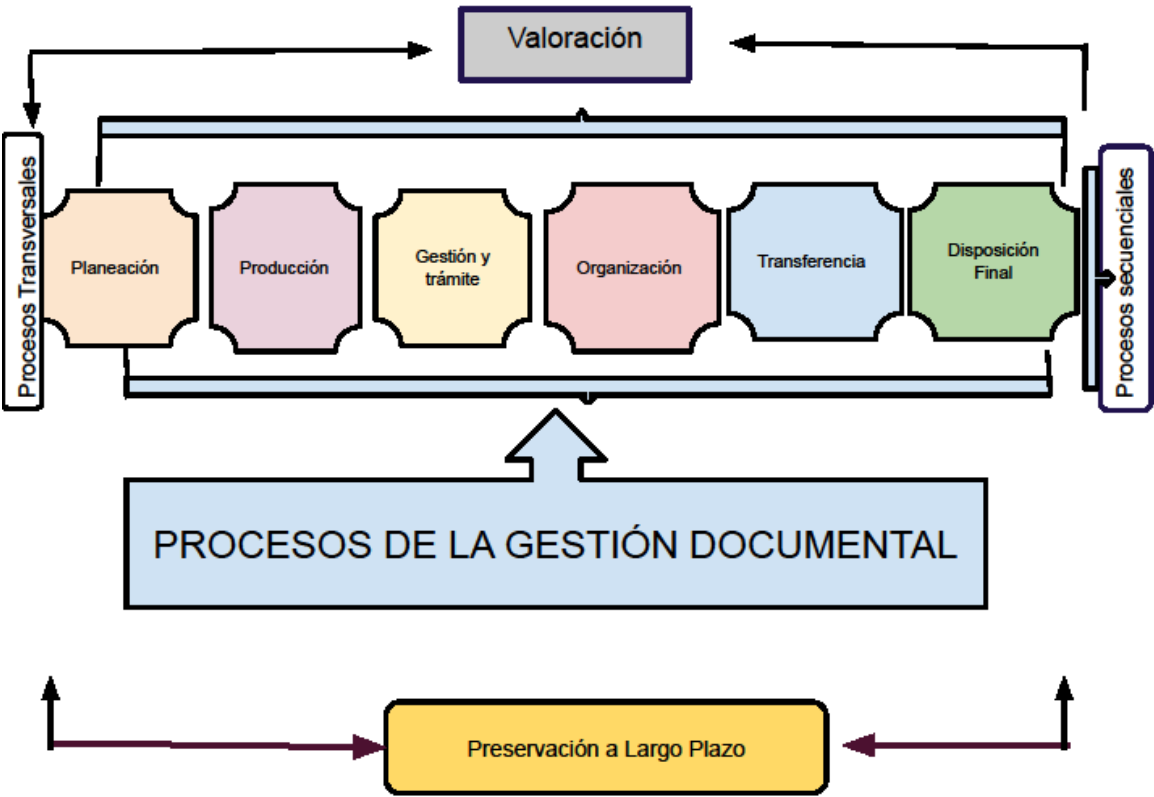 Valoración
Procesos Transversales
Planeación
Producción
Gestión y
trámite
Organización
Transferencia
Disposición
Final
Procesos secuenciales
PROCESOS DE LA GESTIÓN DOCUMENTAL
Preservación a Largo Plazo